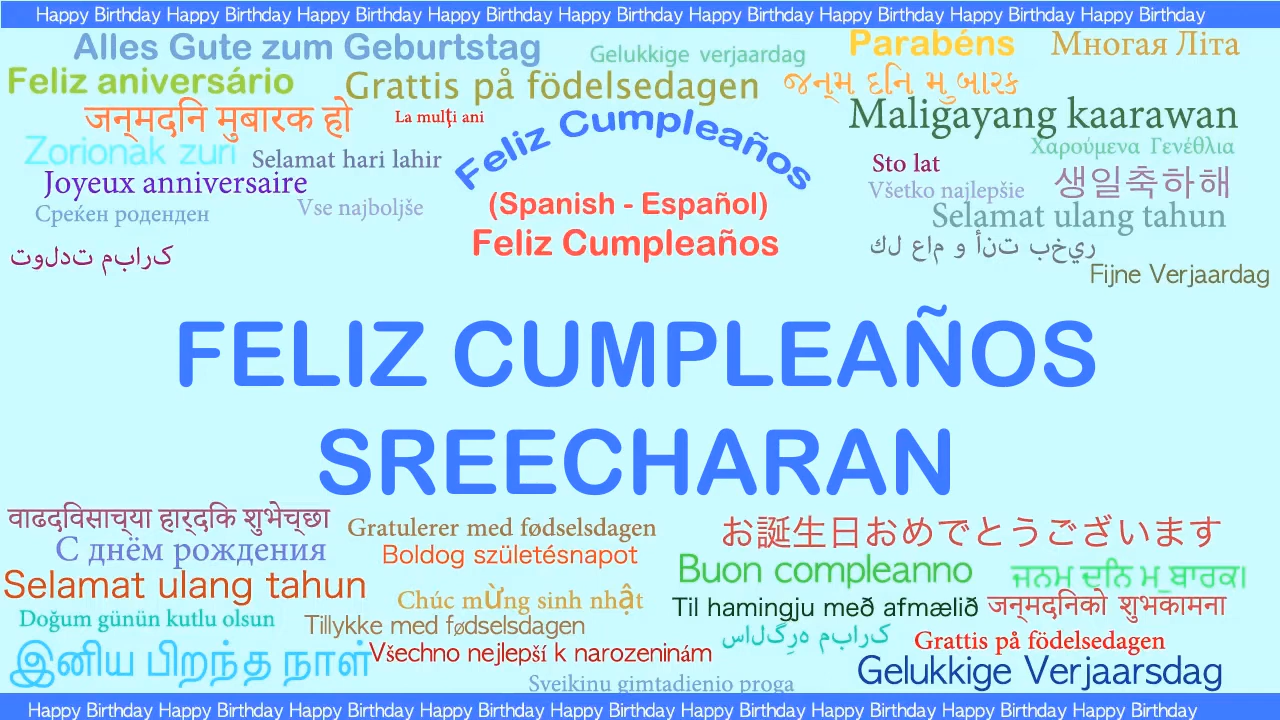 Happy Birthday Happy Birthday Happy Birthday Happy Birthday Happy Birthday Happy Birthday Happy Birthday Happy Birthday Happy Birthday
Alles Gute zum Geburtstag
Gelukkige verjaardag
Parabéns
Многая Літа
Feliz aniversário
Grattis på födelsedagen
જન્મ દિન મુબારક
जन्मदिन मुबारक हो
La mulţi ani
Feliz Cumpleaños
Maligayang kaarawan
Zorionak zuri
Selamat hari lahir
Χαρούμενα Γενέθλια
Sto lat
Joyeux anniversaire
(Spanish - Español)
Všetko najlepšie
생일축하해
Среќен роденден
Vse najboljše
Selamat ulang tahun
Feliz Cumpleaños
تولدت مبارک
كل عام و أنت بخير
Fijne Verjaardag
FELIZ CUMPLEAÑOS
SREECHARAN
वाढदिवसाच्या हार्दिक शुभेच्छा
Gratulerer med fødselsdagen
お誕生日おめでとうございます
С днём рождения
Boldog születésnapot
Buon compleanno
ਜਨਮ ਦਿਨ ਮੁਬਾਰਕ।
Selamat ulang tahun
Chúc mừng sinh nhật
Til hamingju með afmælið
जन्मदिनको शुभकामना
Doğum günün kutlu olsun
Tillykke med fødselsdagen
سالگرہ مبارک
Grattis på födelsedagen
இனிய பிறந்த நாள்
Všechno nejlepší k narozeninám
Gelukkige Verjaarsdag
Sveikinu gimtadienio proga
Happy Birthday Happy Birthday Happy Birthday Happy Birthday Happy Birthday Happy Birthday Happy Birthday Happy Birthday Happy Birthday